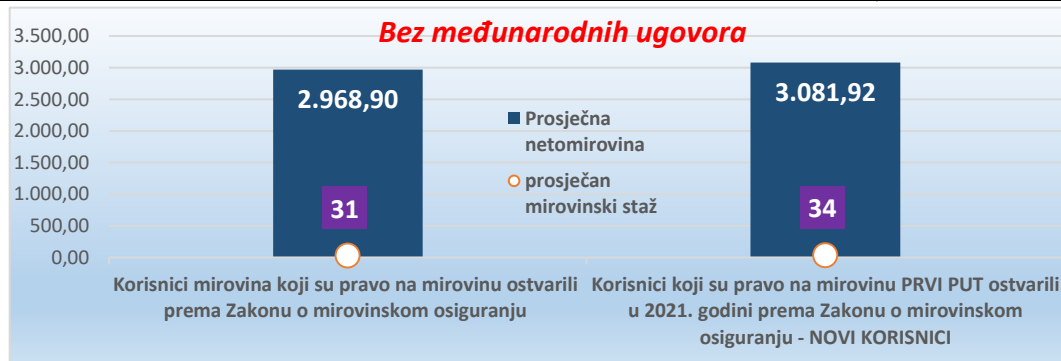 Bez međunarodnih ugovora
3.500,00
3.000,00
2.500,00
2.000,00
1.500,00
1.000,00
500,00
0,00
2.968,90
3.081,92
Prosječna
netomirovina
prosječan
mirovinski staž
31
34
Korisnici mirovina koji su pravo na mirovinu ostvarili
prema Zakonu o mirovinskom osiguranju
Korisnici koji su pravo na mirovinu PRVI PUT ostvarili
u 2021. godini prema Zakonu o mirovinskom
osiguranju - NOVI KORISNICI